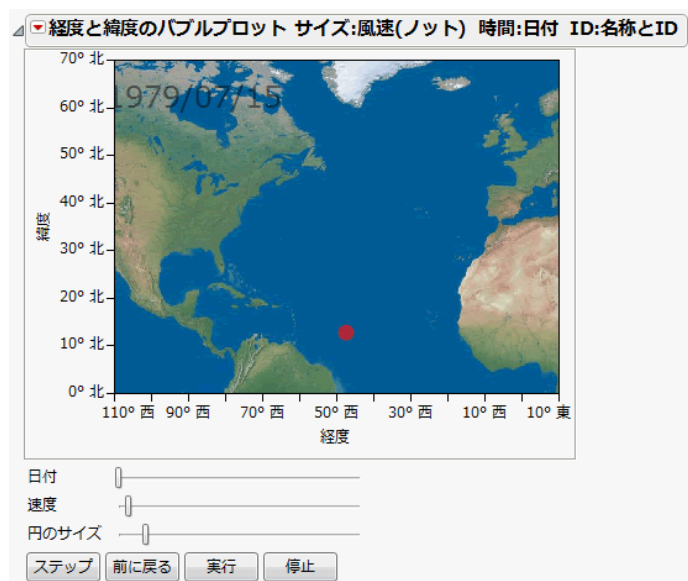 経度と緯度のバブルプロット サイズ:風速(ノット) 時間:日付 ID:名称とID
1979/07/15
70° 北
60° 北
50° 北
40° 北
30° 北
20° 北
10° 北
0° 北
緯度
110° 西 90° 西 70° 西 50° 西 30° 西 10° 西 10° 東
経度
日付
速度
円のサイズ
ステップ 前に戻る 実行 停止